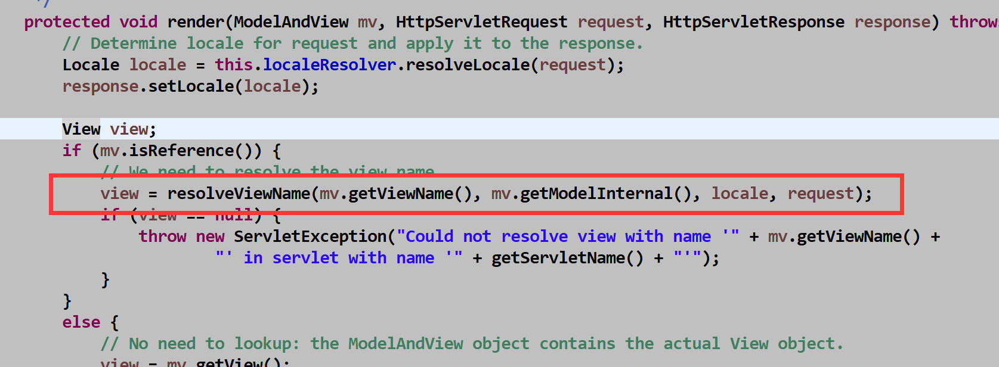 */
protected void render(ModelAndView mv, HttpServletRequest request, HttpServletResponse response) throws
// Determine locale for request and apply it to the response.
Locale locale = this.localeResolver.resolveLocale(request);
response.setLocale(locale);
View view;
if (mv.isReference()) {
// We need to resolve the view name
view = resolveViewName(mv.getViewName(), mv.getModelInternal(), locale, request);
if (view == null) {
throw new ServletException("Could not resolve view with name '" + mv.getViewName() +
"' in servlet with name '" + getServletName() + "'");
}
}
else {
// No need to lookup: the ModelAndView object contains the actual View object.
view = mv.getView();